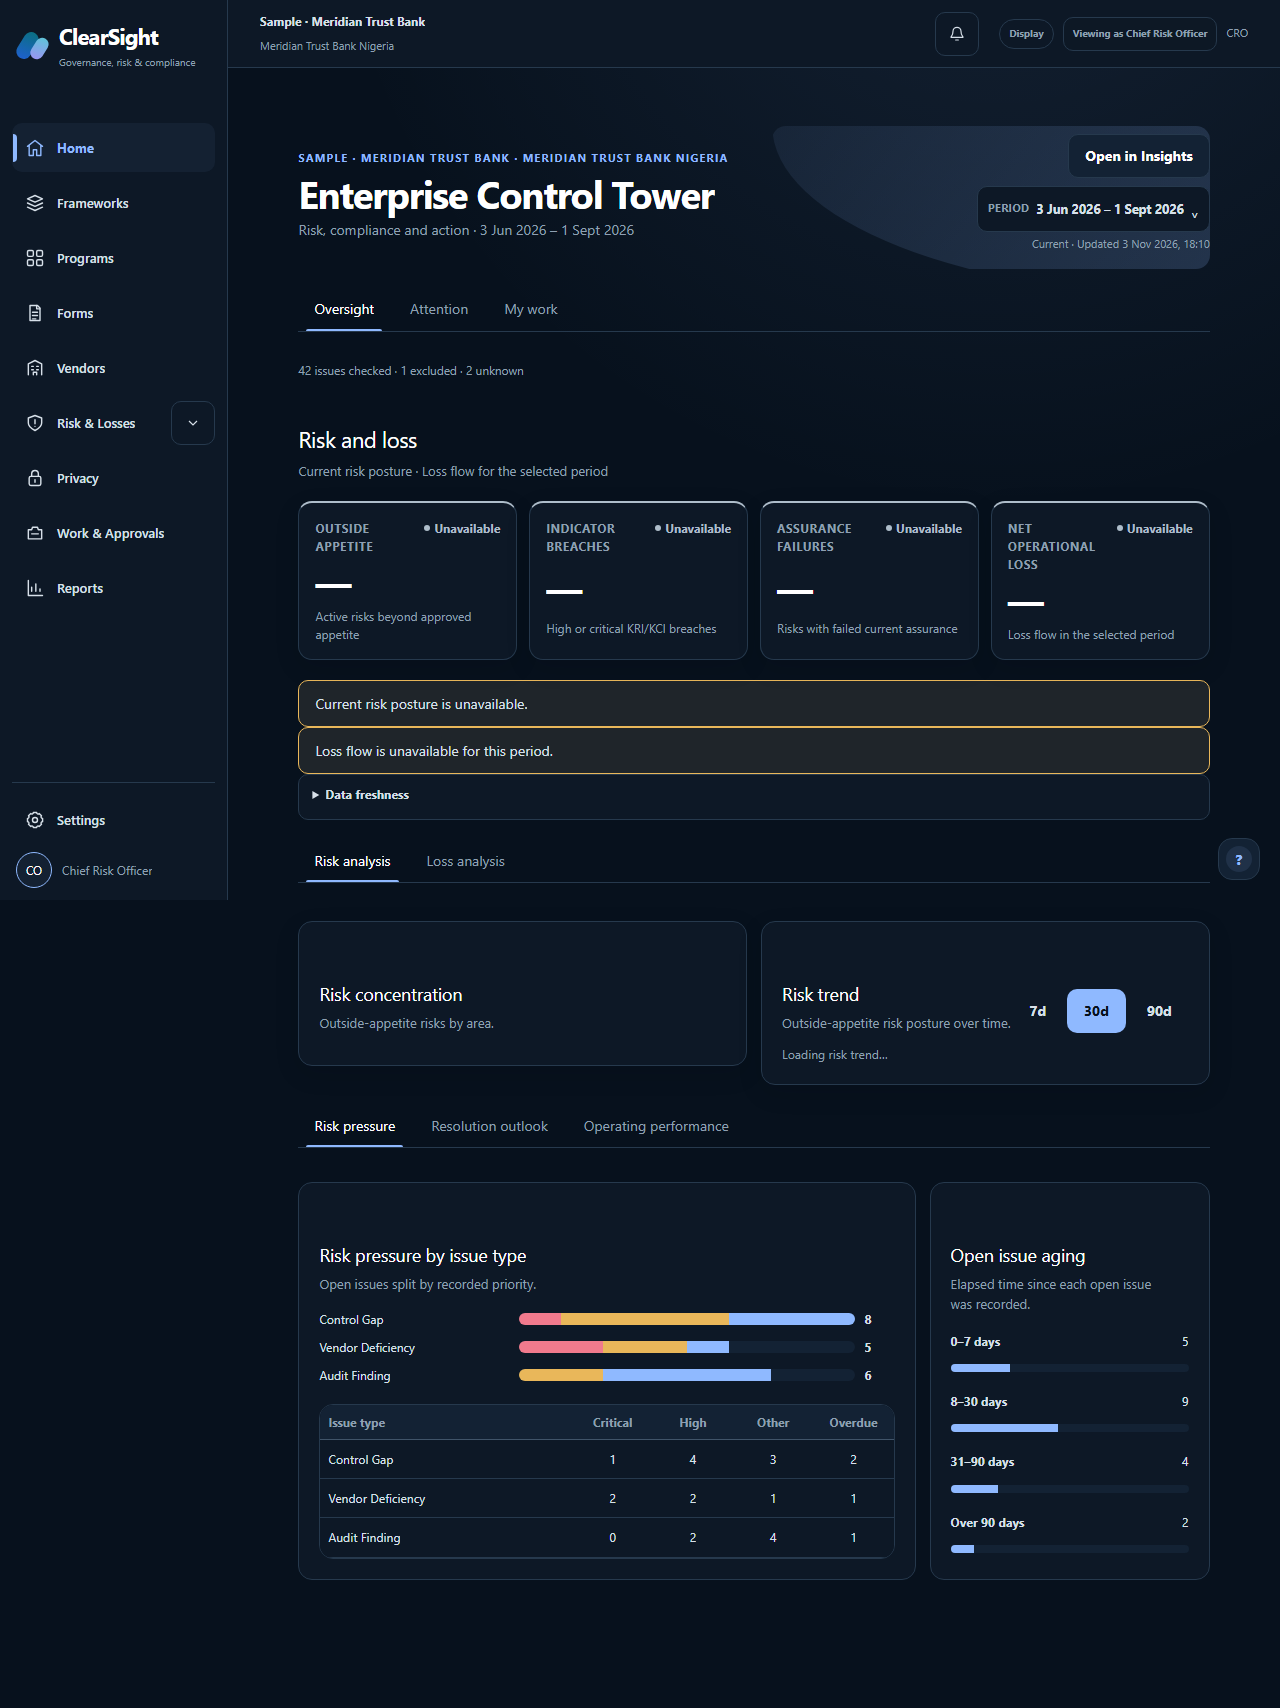 ClearSight
Governance, risk & compliance
Sample · Meridian Trust Bank
Meridian Trust Bank Nigeria
Display
Viewing as Chief Risk Officer
CRO
Home
Frameworks
Programs
Forms
Vendors
Risk & Losses
Privacy
Work & Approvals
Reports
Settings
CO
Chief Risk Officer
SAMPLE · MERIDIAN TRUST BANK · MERIDIAN TRUST BANK NIGERIA
Enterprise Control Tower
Risk, compliance and action · 3 Jun 2026 – 1 Sept 2026
Open in Insights
PERIOD 3 Jun 2026 – 1 Sept 2026 v
Current · Updated 3 Nov 2026, 18:10
Oversight
Attention
My work
42 issues checked · 1 excluded · 2 unknown
Risk and loss
Current risk posture · Loss flow for the selected period
OUTSIDE APPETITE
Unavailable
—
Active risks beyond approved appetite
INDICATOR BREACHES
Unavailable
—
High or critical KRI/KCI breaches
ASSURANCE FAILURES
Unavailable
—
Risks with failed current assurance
NET OPERATIONAL LOSS
Unavailable
—
Loss flow in the selected period
Current risk posture is unavailable.
Loss flow is unavailable for this period.
Data freshness
Risk analysis
Loss analysis
?
Risk concentration
Outside-appetite risks by area.
Risk trend
Outside-appetite risk posture over time.
7d
30d
90d
Loading risk trend...
Risk pressure
Resolution outlook
Operating performance
Risk pressure by issue type
Open issues split by recorded priority.
Control Gap 8
Vendor Deficiency 5
Audit Finding 6
Issue type Critical High Other Overdue
Control Gap 1 4 3 2
Vendor Deficiency 2 2 1 1
Audit Finding 0 2 4 1
Open issue aging
Elapsed time since each open issue
was recorded.
0–7 days 5
8–30 days 9
31–90 days 4
Over 90 days 2